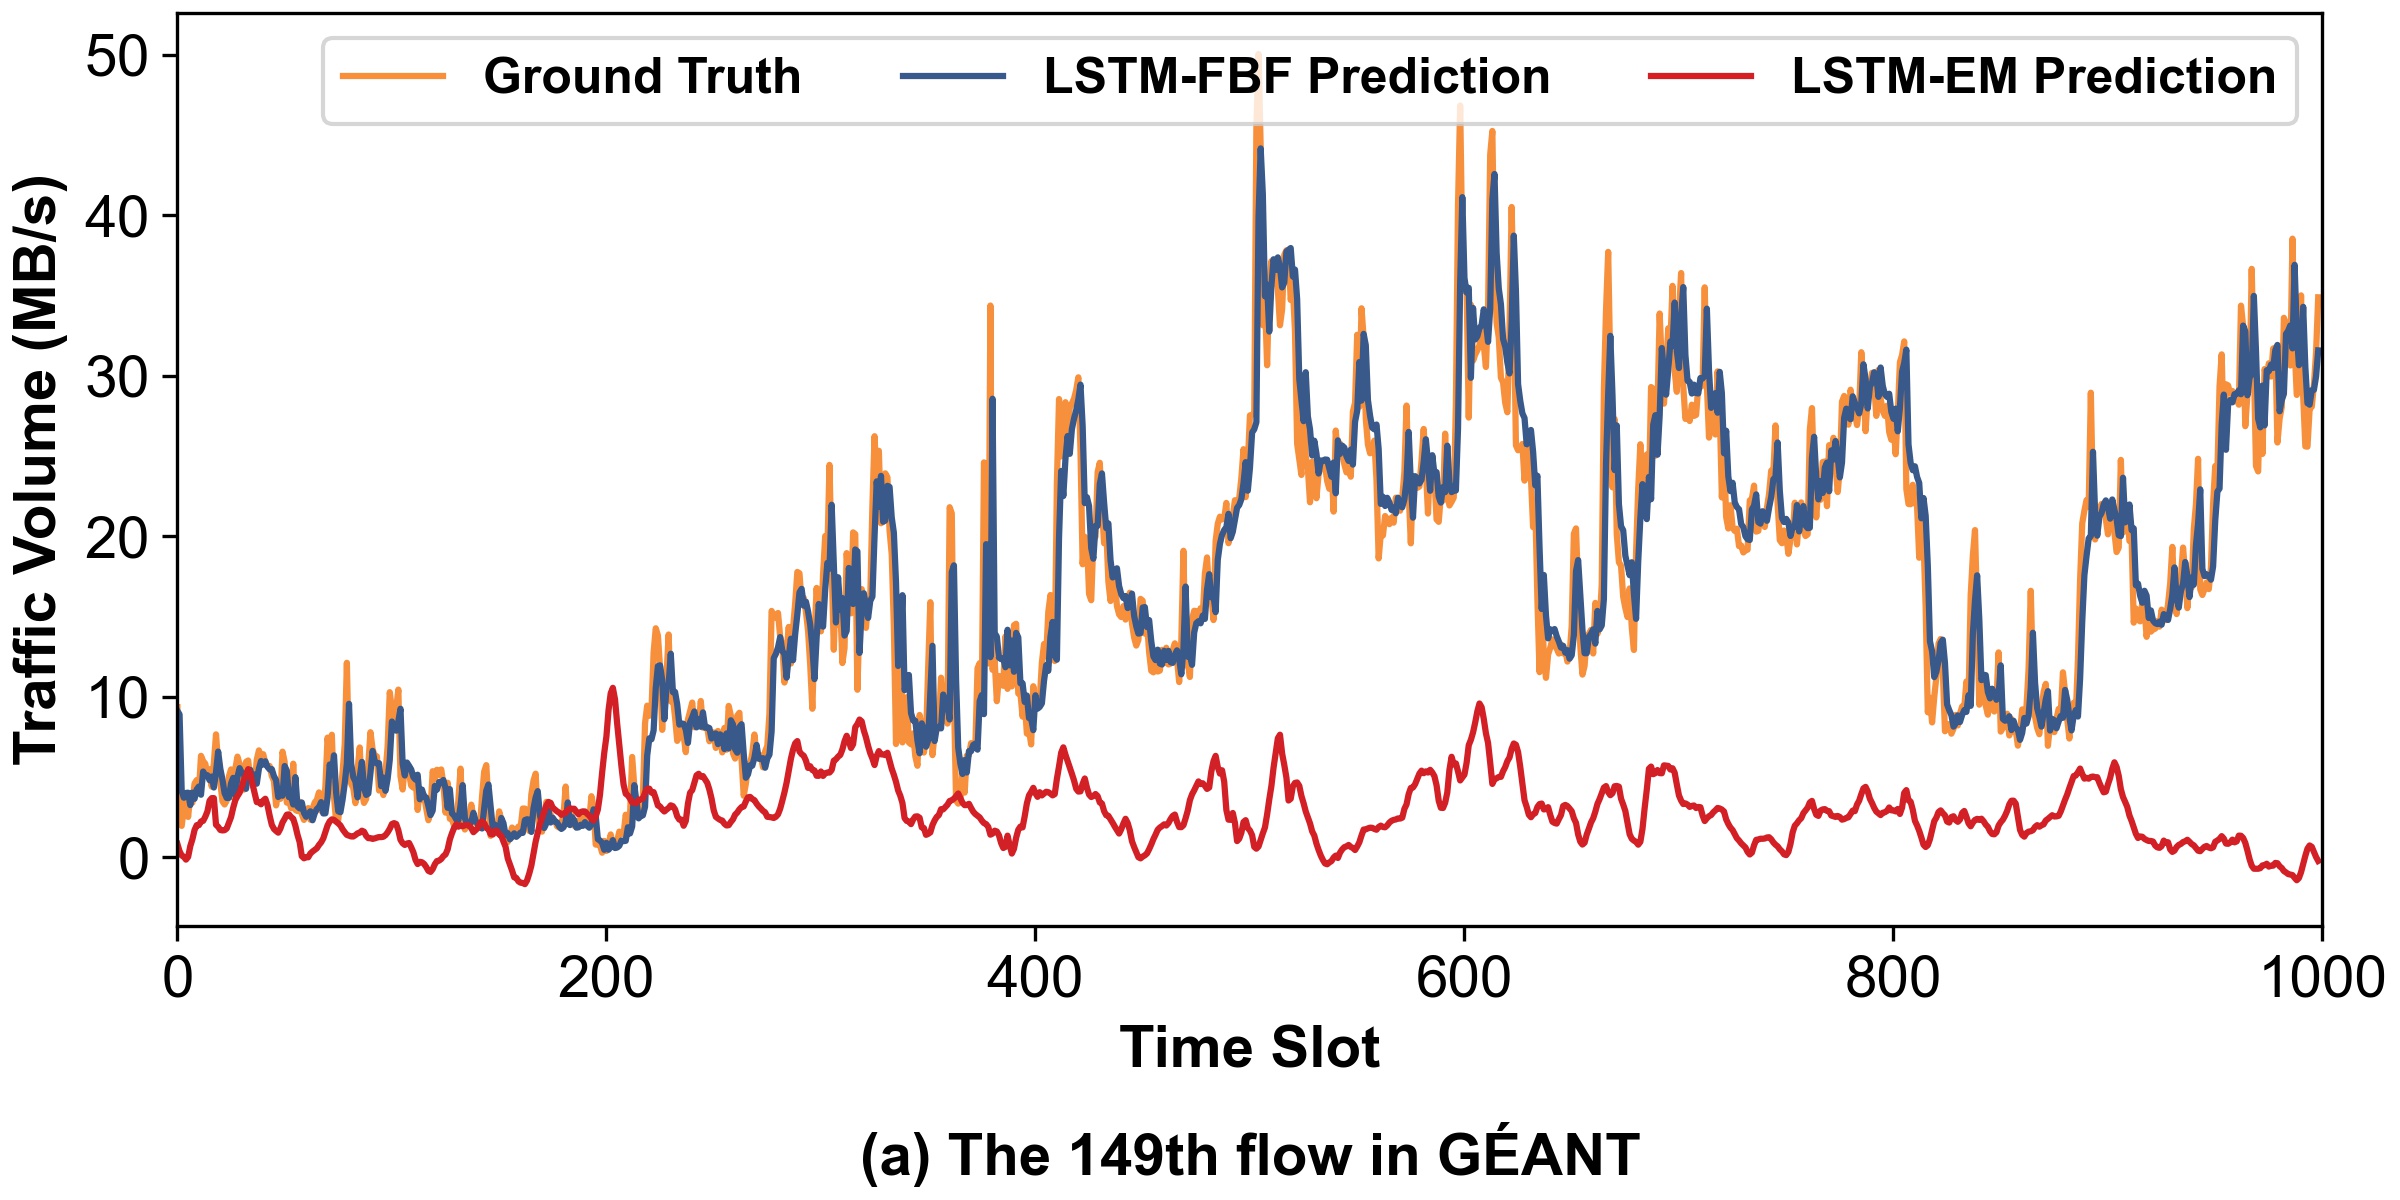 50
40
30
20
10
0
Traffic Volume (MB/s)
Ground Truth
LSTM-FBF Prediction
LSTM-EM Prediction
0
200
400
600
800
1000
Time Slot
(a) The 149th flow in GÉANT